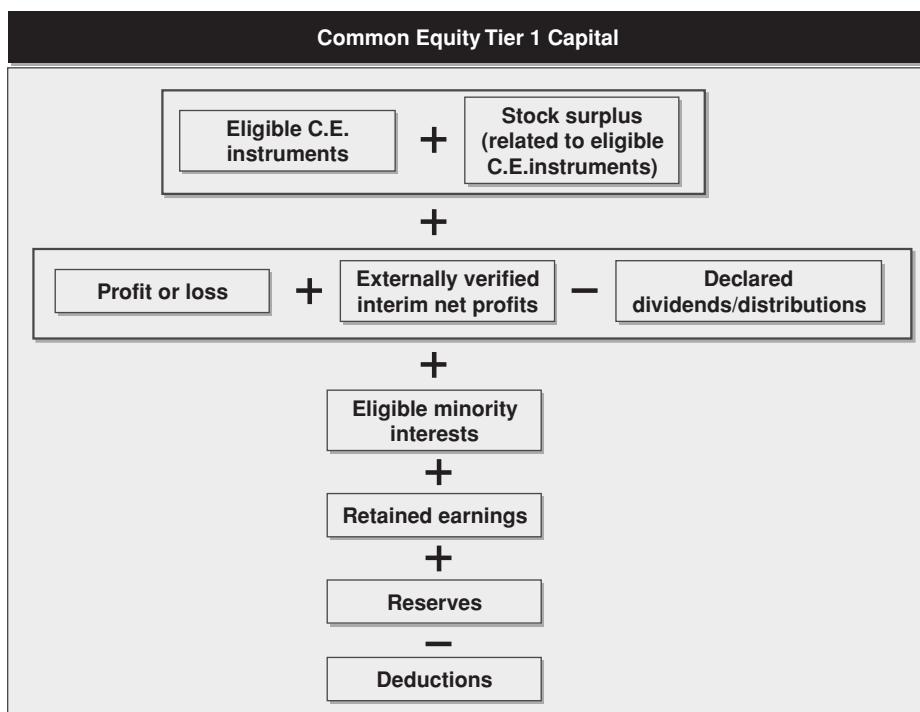 Common Equity Tier 1 Capital
Eligible C.E.
instruments
+
Stock surplus
(related to eligible
C.E.instruments)
+
Profit or loss
+
Externally verified
interim net profits
−
Declared
dividends/distributions
+
Eligible minority
interests
+
Retained earnings
+
Reserves
−
Deductions